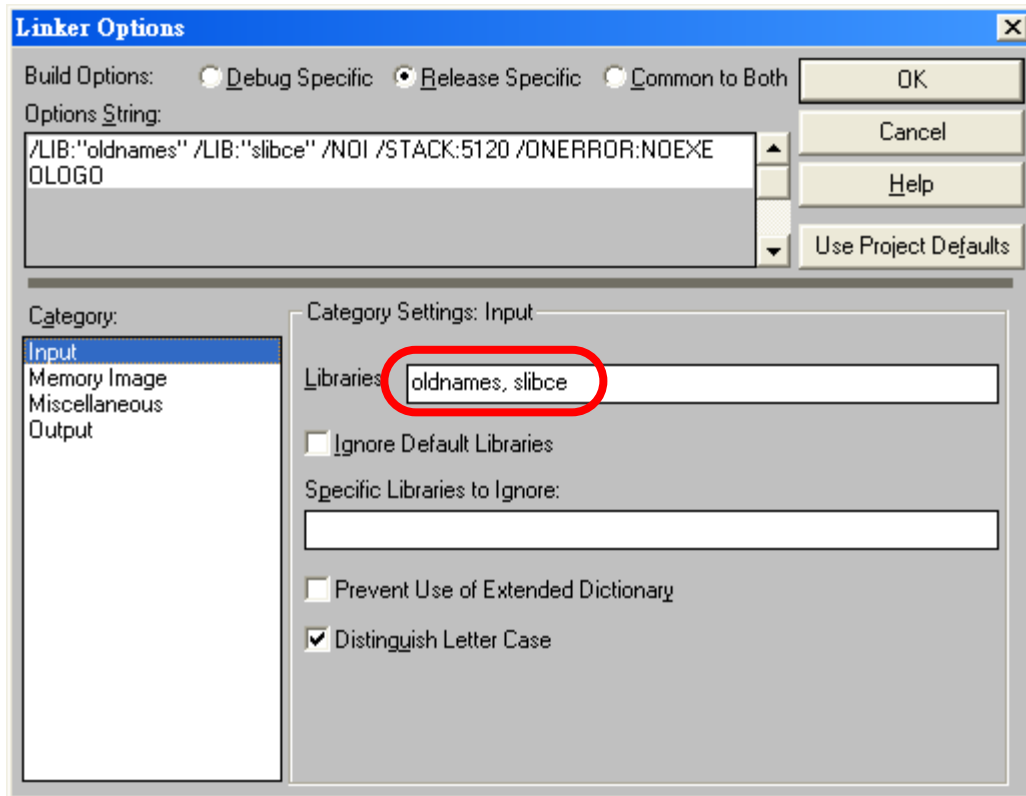 Linker Options
Build Options: Debug Specific Release Specific Common to Both
OK
Options String:
Cancel
/LIB:"oldnames" /LIB:"slibce" /NOI /STACK:5120 /ONERROR:NOEXE
OLOGO
Help
Use Project Defaults
Category:
Input
Memory Image
Miscellaneous
Output
Category Settings: Input
Libraries oldnames, slibce
Ignore Default Libraries
Specific Libraries to Ignore:
Prevent Use of Extended Dictionary
Distinguish Letter Case